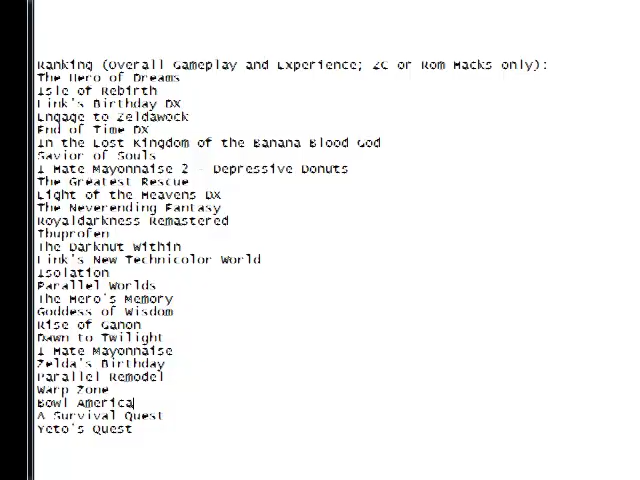 Ranking (Overall Gameplay and Experience; ZC or Rom Hacks only):
The Hero of Dreams
Isle of Rebirth
Link's Birthday DX
Engage to Zeldawock
End of Time DX
In the Lost Kingdom of the Banana Blood God
Savior of Souls
I Hate Mayonnaise 2 - Depressive Donuts
The Greatest Rescue
Light of the Heavens DX
The Neverending Fantasy
Royaldarkness Remastered
Ibuprofen
The Darknut Within
Link's New Technicolor World
Isolation
Parallel Worlds
The Hero's Memory
Goddess of Wisdom
Rise of Ganon
Dawn to Twilight
I Hate Mayonnaise
Zelda's Birthday
Parallel Remodel
Warp Zone
Bowl America
A Survival Quest
Yeto's Quest